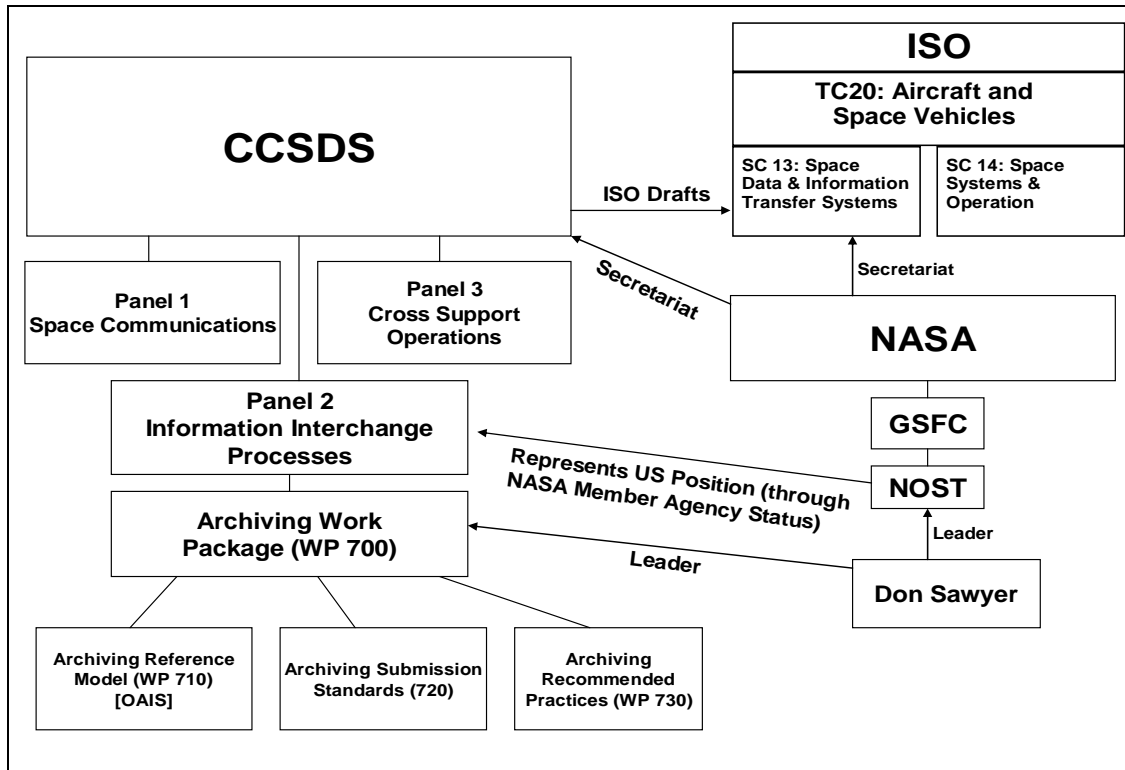 ISO
TC20: Aircraft and
Space Vehicles
CCSDS
SC 13: Space
Data & Information
Transfer Systems
SC 14: Space
Systems &
Operation
ISO Drafts
Secretariat
Secretariat
Panel 1
Space Communications
Panel 3
Cross Support
Operations
NASA
Panel 2
Information Interchange
Processes
GSFC
Represents US Position (through
NASA Member Agency Status)
NOST
Archiving Work
Package (WP 700)
Leader
Leader
Don Sawyer
Archiving Reference
Model (WP 710)
[OAIS]
Archiving Submission
Standards (720)
Archiving
Recommended
Practices (WP 730)